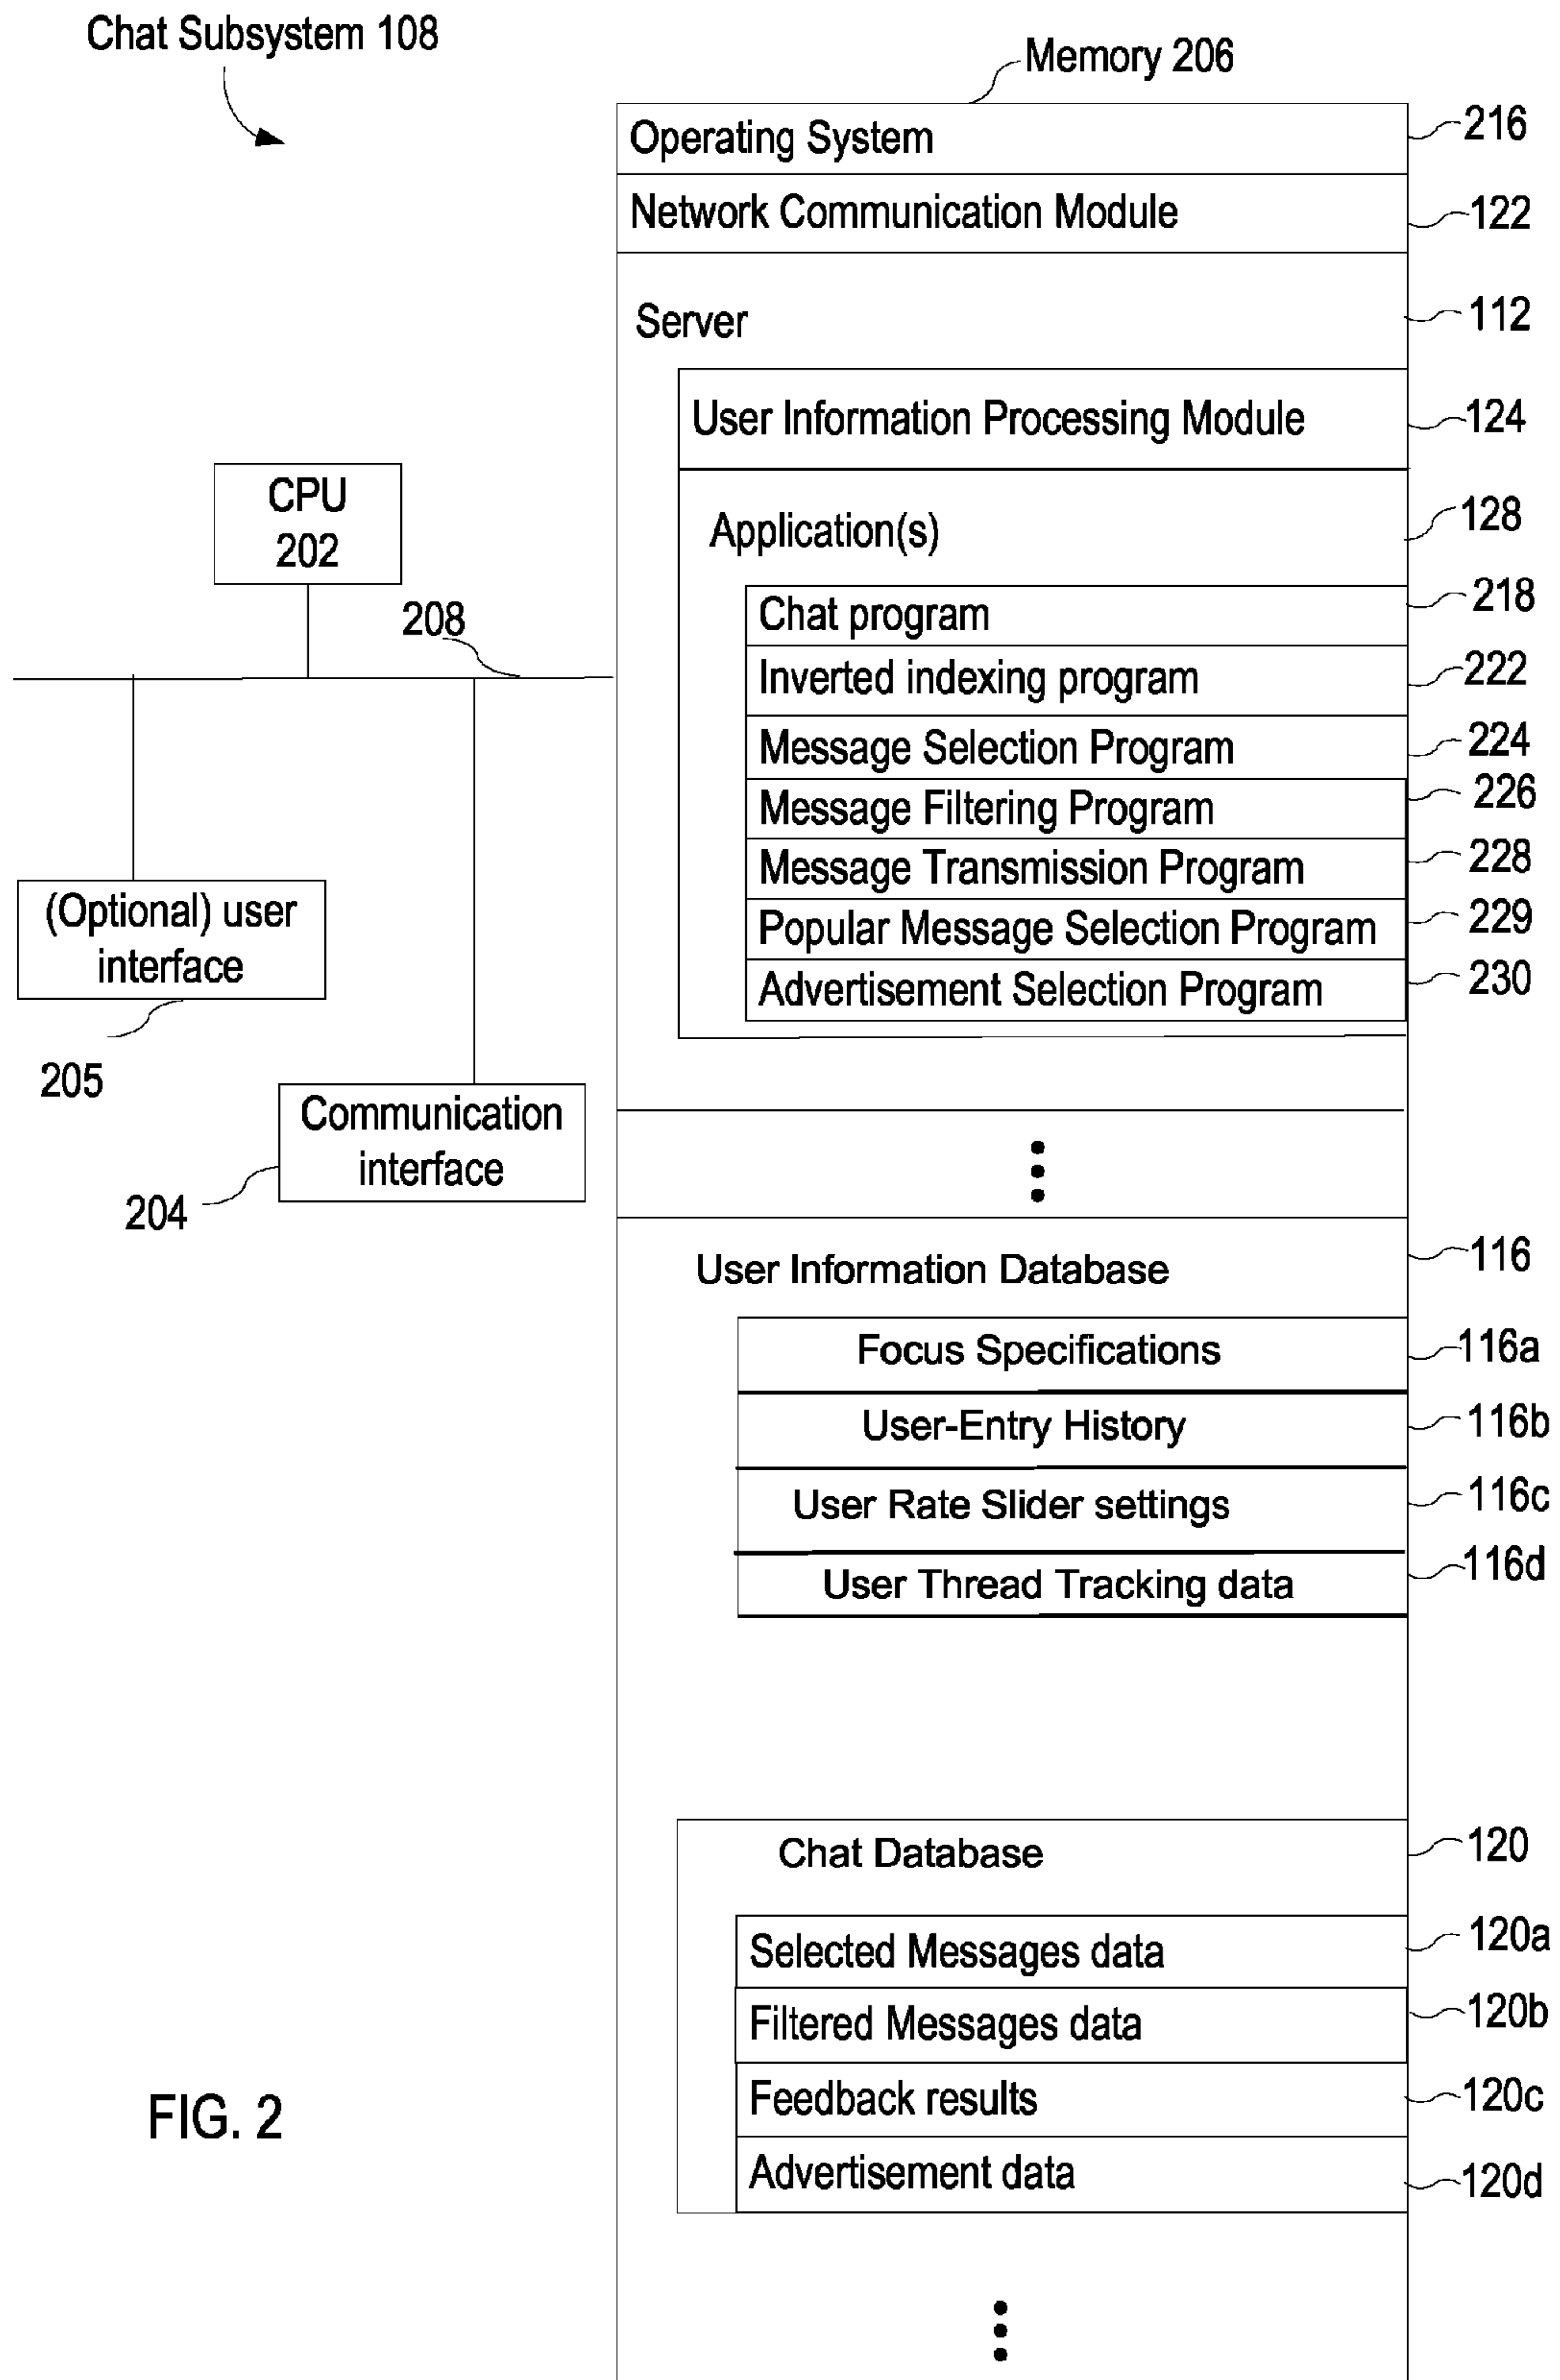 Chat Subsystem 108
Memory 206
Operating System
216
Network Communication Module
122
Server
112
User Information Processing Module
124
Application(s)
128
Chat program
218
Inverted indexing program
222
Message Selection Program
224
Message Filtering Program
226
Message Transmission Program
228
Popular Message Selection Program
229
Advertisement Selection Program
230
CPU
202
208
(Optional) user
interface
205
Communication
interface
204
User Information Database
116
Focus Specifications
116a
User-Entry History
116b
User Rate Slider settings
116c
User Thread Tracking data
116d
Chat Database
120
Selected Messages data
120a
Filtered Messages data
120b
Feedback results
120c
Advertisement data
120d
FIG. 2